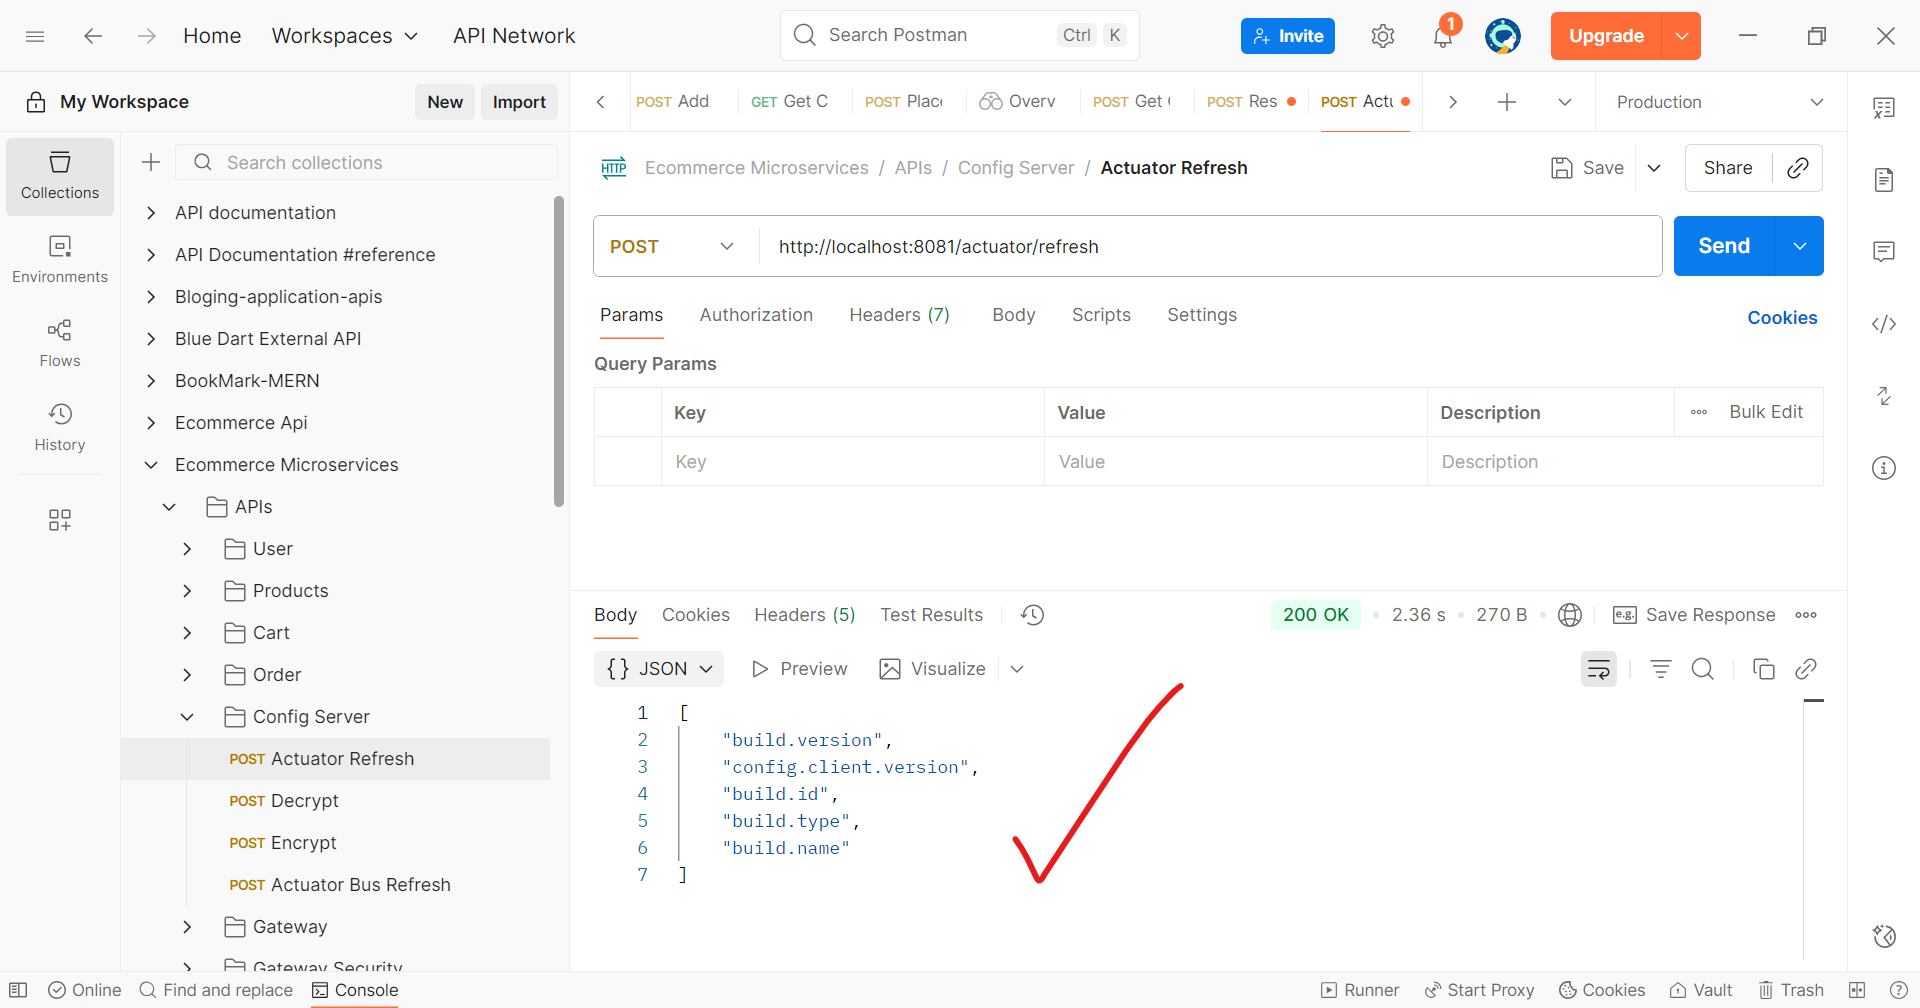 Home Workspaces API Network Search Postman Ctrl K Invite 1 Upgrade
My Workspace New Import POST Add GET Get C POST Place Overv POST Get POST Res POST Actu Production
Collections
Environments
Flows
History
Search collections
API documentation
API Documentation #reference
Bloging-application-apis
Blue Dart External API
BookMark-MERN
Ecommerce Api
Ecommerce Microservices
APIs
User
Products
Cart
Order
Config Server
POST Actuator Refresh
POST Decrypt
POST Encrypt
POST Actuator Bus Refresh
Gateway
Gateway Security
HTTP Ecommerce Microservices / APIs / Config Server / Actuator Refresh Save Share
POST http://localhost:8081/actuator/refresh Send
Params Authorization Headers (7) Body Scripts Settings Cookies
Query Params
Key Value Description Bulk Edit
Key Value Description
Body Cookies Headers (5) Test Results 200 OK • 2.36 s • 270 B • e.g. Save Response
{} JSON Preview Visualize
1 [
2 "build.version",
3 "config.client.version",
4 "build.id",
5 "build.type",
6 "build.name"
7 ]
Online Find and replace Console Runner Start Proxy Cookies Vault Trash